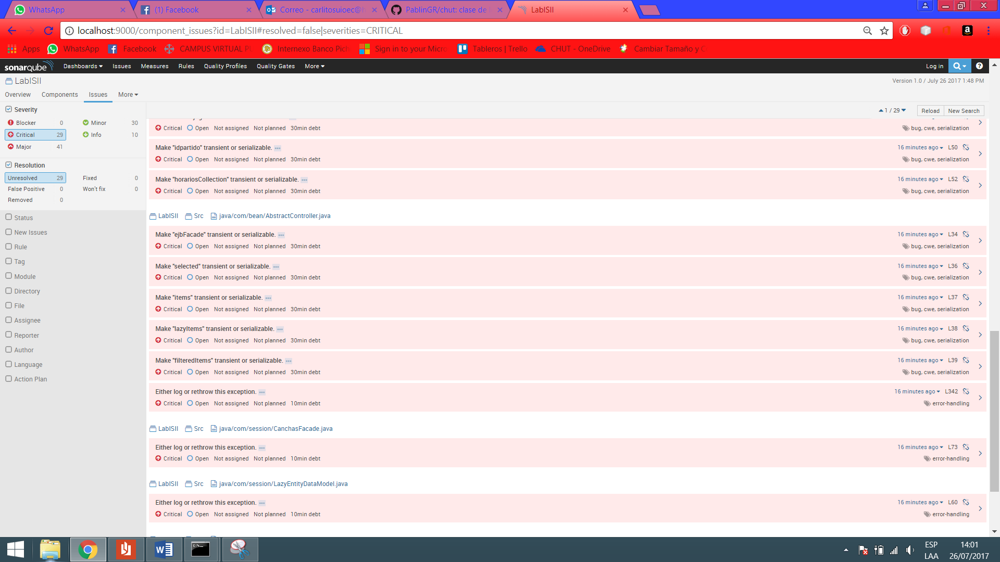 WhatsApp
(1) Facebook
Correo - carlitosuioec@
PablinGR/chut: clase de
LabISII
localhost:9000/component_issues?id=LabISII#resolved=false|severities=CRITICAL
Apps WhatsApp Facebook CAMPUS VIRTUAL Internexo Banco Pich Sign in to your Micro Tableros | Trello CHUT - OneDrive Cambiar Tamaño y
sonarqube Dashboards Issues Measures Rules Quality Profiles Quality Gates More Log in
LabISII
Version 1.0 / July 26 2017 1:48 PM
Overview Components Issues More
Severity
Blocker 0 Minor 30
Critical 29 Info 10
Major 41
Resolution
Unresolved 29 Fixed 0
False Positive 0 Won't fix 0
Removed 0
Status
New Issues
Rule
Tag
Module
Directory
File
Assignee
Reporter
Author
Language
Action Plan
1 / 29 Reload New Search
Critical Open Not assigned Not planned 30min debt bug, cwe, serialization
Make "idpartido" transient or serializable. 16 minutes ago L50
Critical Open Not assigned Not planned 30min debt bug, cwe, serialization
Make "horariosCollection" transient or serializable. 16 minutes ago L52
Critical Open Not assigned Not planned 30min debt bug, cwe, serialization
LabISII Src java/com/bean/AbstractController.java
Make "ejbFacade" transient or serializable. 16 minutes ago L34
Critical Open Not assigned Not planned 30min debt bug, cwe, serialization
Make "selected" transient or serializable. 16 minutes ago L36
Critical Open Not assigned Not planned 30min debt bug, cwe, serialization
Make "items" transient or serializable. 16 minutes ago L37
Critical Open Not assigned Not planned 30min debt bug, cwe, serialization
Make "lazyItems" transient or serializable. 16 minutes ago L38
Critical Open Not assigned Not planned 30min debt bug, cwe, serialization
Make "filteredItems" transient or serializable. 16 minutes ago L39
Critical Open Not assigned Not planned 30min debt bug, cwe, serialization
Either log or rethrow this exception. 16 minutes ago L342
Critical Open Not assigned Not planned 10min debt error-handling
LabISII Src java/com/session/CanchasFacade.java
Either log or rethrow this exception. 16 minutes ago L73
Critical Open Not assigned Not planned 10min debt error-handling
LabISII Src java/com/session/LazyEntityDataModel.java
Either log or rethrow this exception. 16 minutes ago L60
Critical Open Not assigned Not planned 10min debt error-handling
ESP 14:01
LAA 26/07/2017